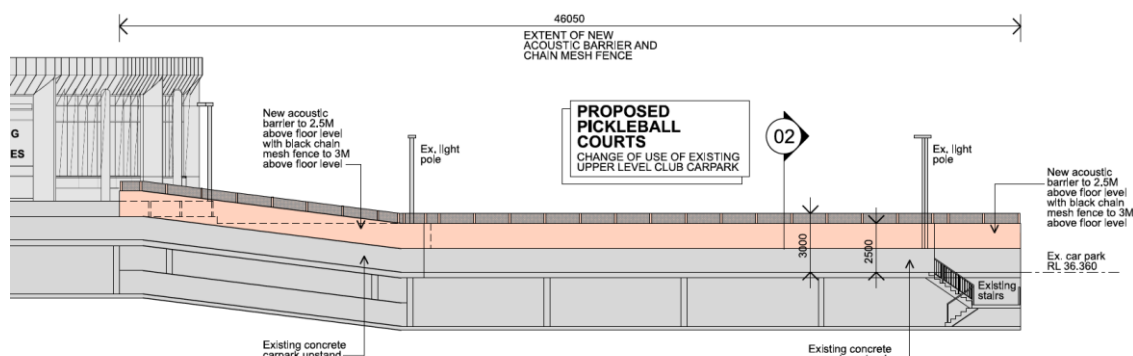 46050
EXTENT OF NEW
ACOUSTIC BARRIER AND
CHAIN MESH FENCE
G
ES
New acoustic
barrier to 2.5M
above floor level
with black chain
mesh fence to 3M
above floor level
Ex. light
pole
PROPOSED
PICKLEBALL
COURTS
CHANGE OF USE OF EXISTING
UPPER LEVEL CLUB CARPARK
02
Ex. light
pole
New acoustic
barrier to 2.5M
above floor level
with black chain
mesh fence to 3M
above floor level
3000
2500
Ex. car park
RL 36.360
Existing
stairs
Existing concrete
carpark upstand
Existing concrete